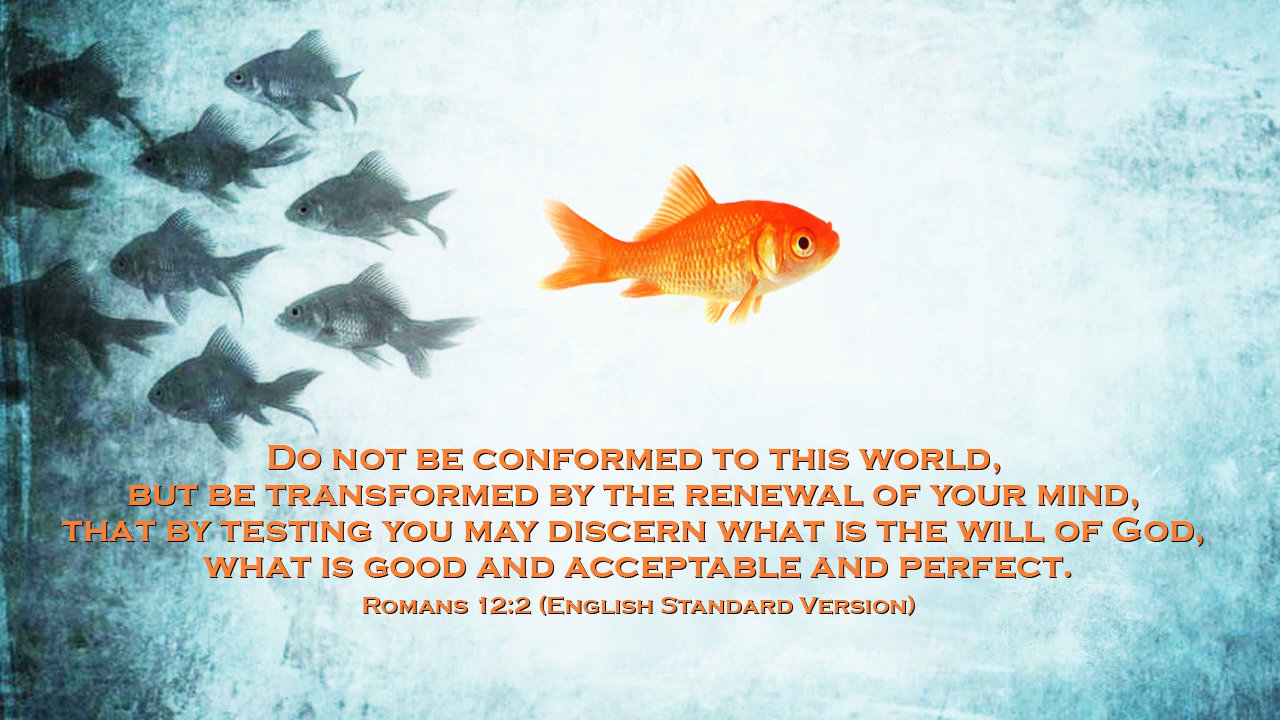 Do not be conformed to this world,
but be transformed by the renewal of your mind,
that by testing you may discern what is the will of God,
what is good and acceptable and perfect.
Romans 12:2 (English Standard Version)